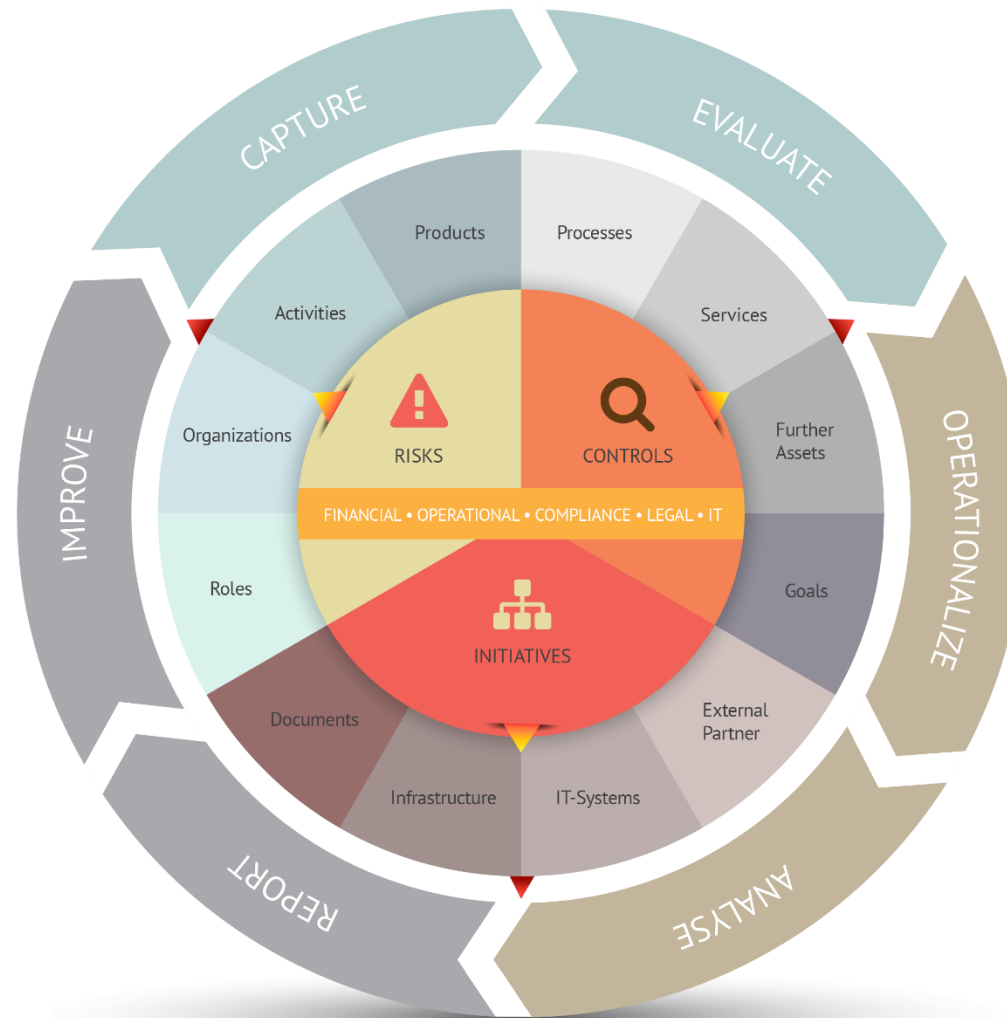 CAPTURE
EVALUATE
OPERATIONALIZE
ANALYSE
REPORT
IMPROVE
Products
Processes
Services
Further
Assets
Goals
External
Partner
IT-Systems
Infrastructure
Documents
Roles
Organizations
Activities
RISKS
CONTROLS
FINANCIAL • OPERATIONAL • COMPLIANCE • LEGAL • IT
INITIATIVES